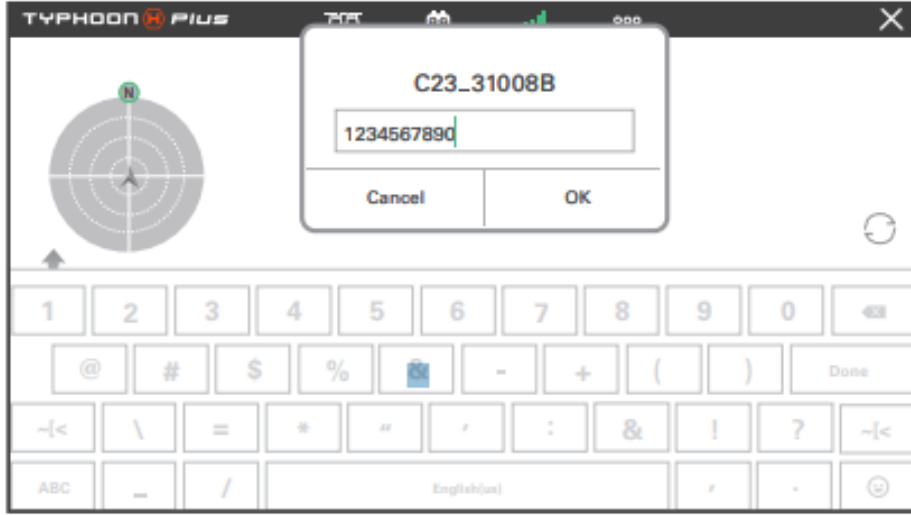 TYPHOON H PLUS
C23_31008B
N
1234567890
Cancel OK
1 2 3 4 5 6 7 8 9 0
@ # $ % & - + ( ) Done
~[< \ = * " ' : & ! ? ~[<
ABC _ / English(us) , .